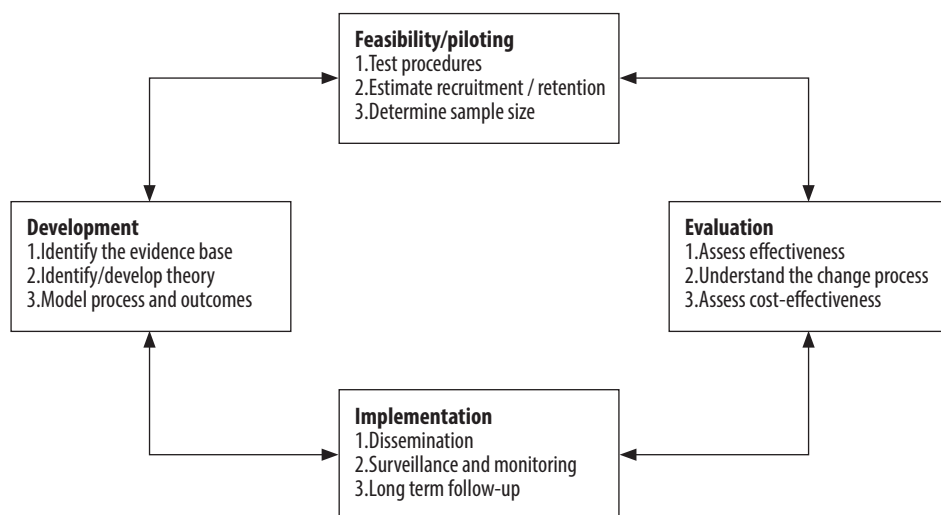 Feasibility/piloting
1.Test procedures
2.Estimate recruitment / retention
3.Determine sample size
Development
1.Identify the evidence base
2.Identify/develop theory
3.Model process and outcomes
Evaluation
1.Assess effectiveness
2.Understand the change process
3.Assess cost-effectiveness
Implementation
1.Dissemination
2.Surveillance and monitoring
3.Long term follow-up